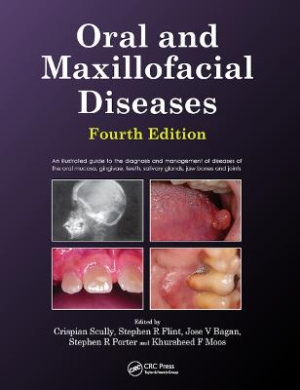 Oral and
Maxillofacial
Diseases
Fourth Edition
An illustrated guide to the diagnosis and management of diseases of
the oral mucosa, gingivae, teeth, salivary glands, jaw bones and joints
Edited by
Crispian Scully, Stephen R Flint, Jose V Bagan,
Stephen R Porter and Khursheed F Moos
CRC Press
Taylor & Francis Group